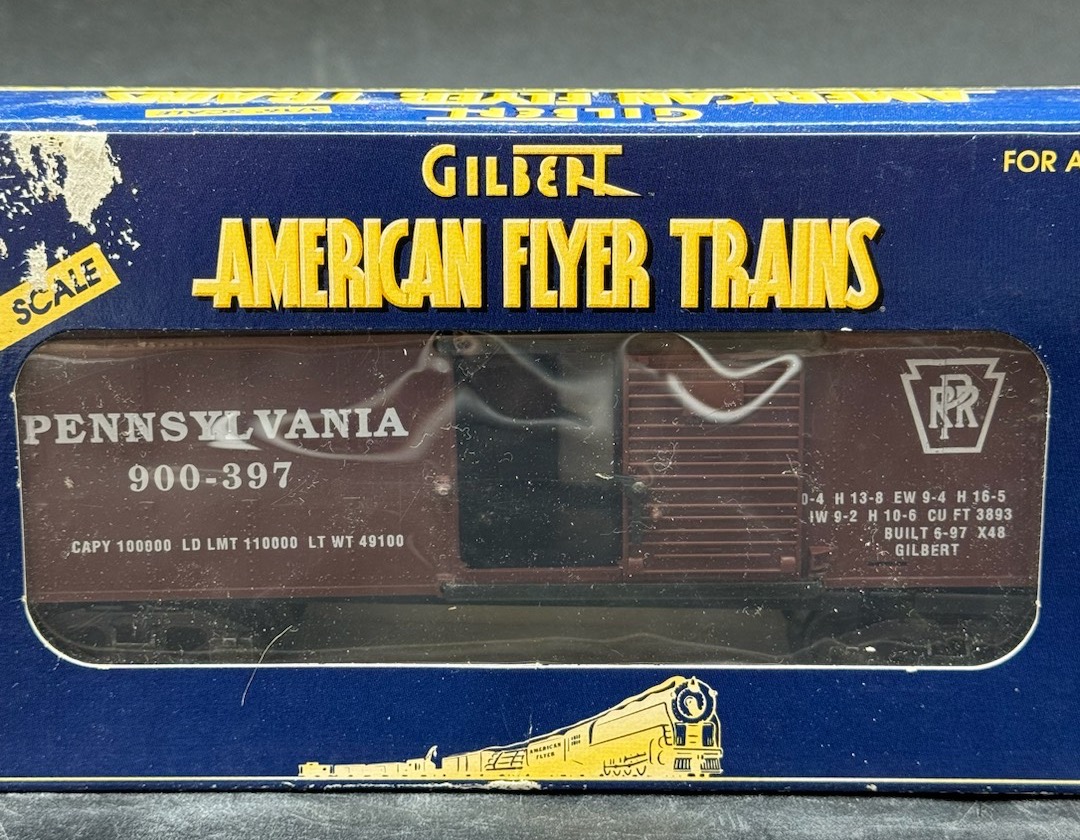 GILBERT AMERICAN FLYER TRAINS
GILBERT
FOR A
AMERICAN FLYER TRAINS
SCALE
PENNSYLVANIA
900-397
CAPY 100000 LD LMT 110000 LT WT 49100
PRR
0-4 H 13-8 EW 9-4 H 16-5
IW 9-2 H 10-6 CU FT 3893
BUILT 6-97 X48
GILBERT
AMERICAN
FLYER